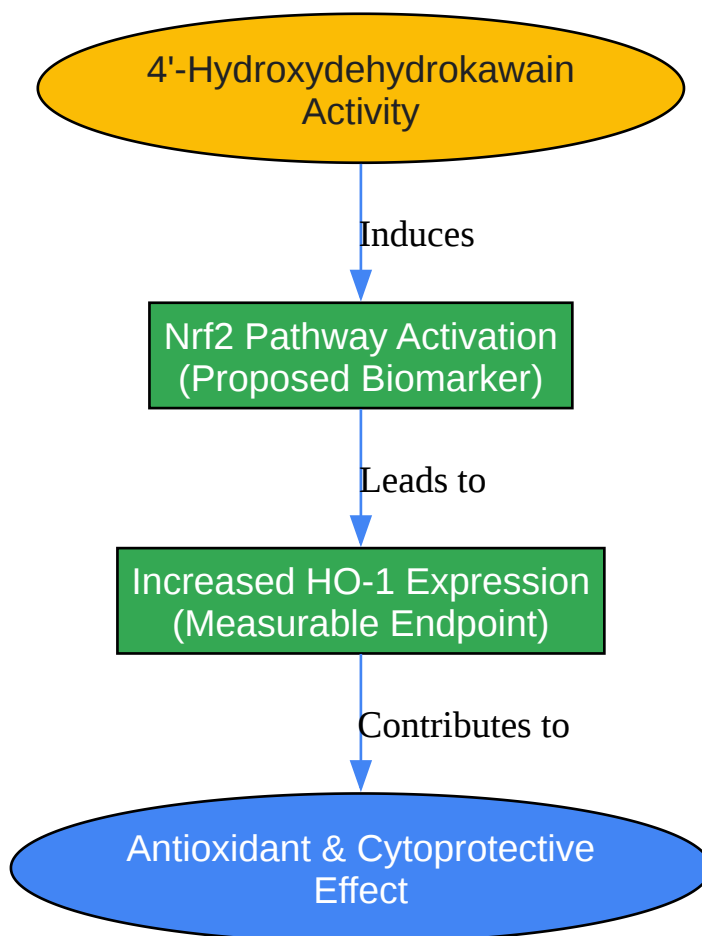 4'-Hydroxydehydrokawain
Activity
Induces
Nrf2 Pathway Activation
(Proposed Biomarker)
Leads to
Increased HO-1 Expression
(Measurable Endpoint)
Contributes to
Antioxidant & Cytoprotective
Effect